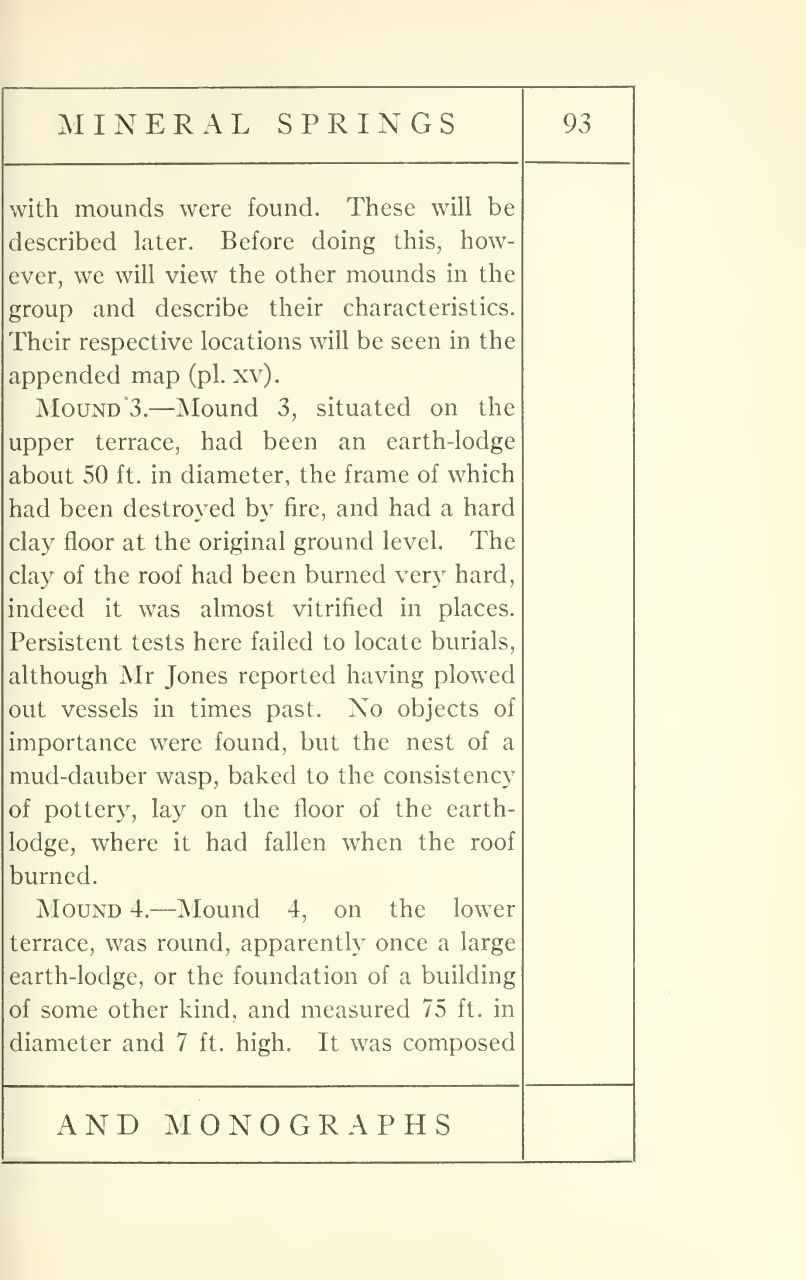 MINERAL SPRINGS 93
with mounds were found. These will be
described later. Before doing this, how-
ever, we will view the other mounds in the
group and describe their characteristics.
Their respective locations will be seen in the
appended map (pl. xv).
MOUND 3.—Mound 3, situated on the
upper terrace, had been an earth-lodge
about 50 ft. in diameter, the frame of which
had been destroyed by fire, and had a hard
clay floor at the original ground level. The
clay of the roof had been burned very hard,
indeed it was almost vitrified in places.
Persistent tests here failed to locate burials,
although Mr Jones reported having plowed
out vessels in times past. No objects of
importance were found, but the nest of a
mud-dauber wasp, baked to the consistency
of pottery, lay on the floor of the earth-
lodge, where it had fallen when the roof
burned.
MOUND 4.—Mound 4, on the lower
terrace, was round, apparently once a large
earth-lodge, or the foundation of a building
of some other kind, and measured 75 ft. in
diameter and 7 ft. high. It was composed
AND MONOGRAPHS